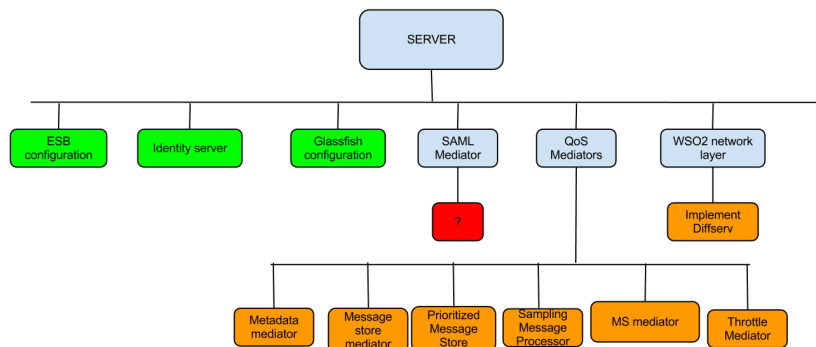 SERVER
ESB
configuration
Identity server
Glassfish
configuration
SAML
Mediator
QoS
Mediators
WSO2 network
layer
?
Implement
Diffserv
Metadata
mediator
Message
store
mediator
Prioritized
Message
Store
Sampling
Message
Processor
MS mediator
Throttle
Mediator